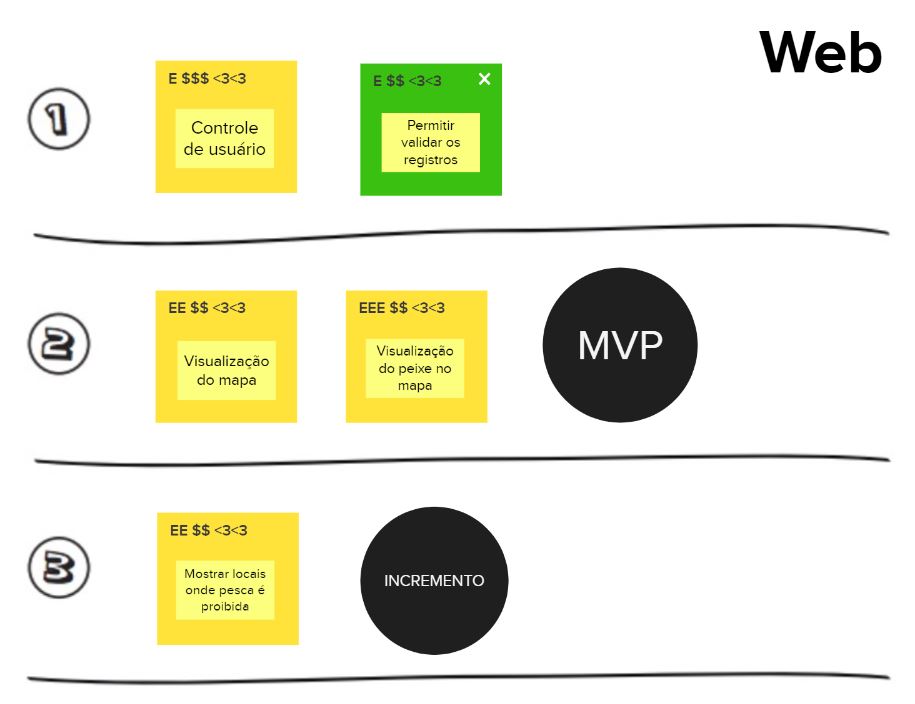 Web
1
E $$$ <3<3
Controle
de usuário
E $$ <3<3
Permitir
validar os
registros
2
EE $$ <3<3
Visualização
do mapa
EEE $$ <3<3
Visualização
do peixe no
mapa
MVP
3
EE $$ <3<3
Mostrar locais
onde pesca é
proibida
INCREMENTO